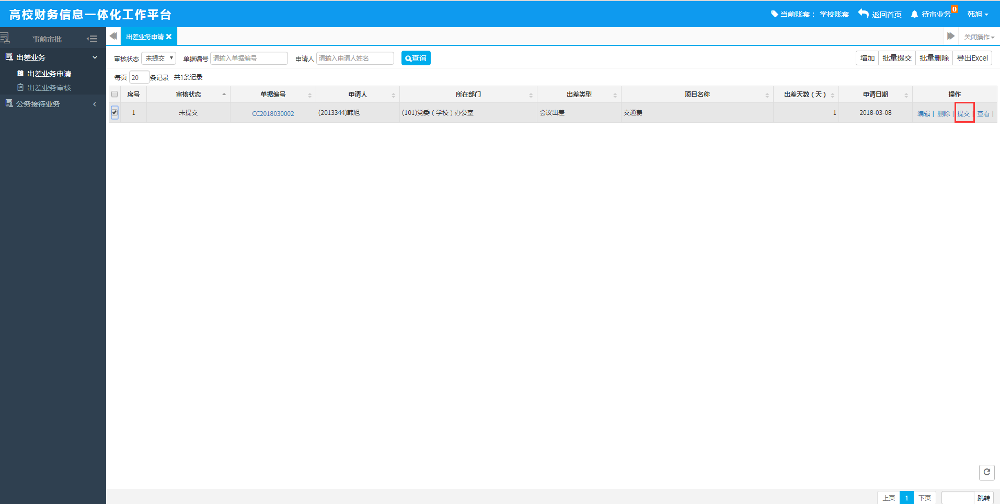 高校财务信息一体化工作平台
当前账套： 学校账套 返回首页 待审业务 0 韩旭
事前审批
出差业务申请 关闭操作
出差业务
出差业务申请
出差业务审核
公务接待业务
审核状态 未提交 单据编号 请输入单据编号 申请人 请输入申请人姓名 查询 增加 批量提交 批量删除 导出Excel
每页 20 条记录 共1条记录
序号 审核状态 单据编号 申请人 所在部门 出差类型 项目名称 出差天数（天） 申请日期 操作
1 未提交 CC2018030002 (2013344)韩旭 (101)党委（学校）办公室 会议出差 交通费 1 2018-03-08 编辑 | 删除 | 提交 | 查看 |
上页 1 下页 跳转